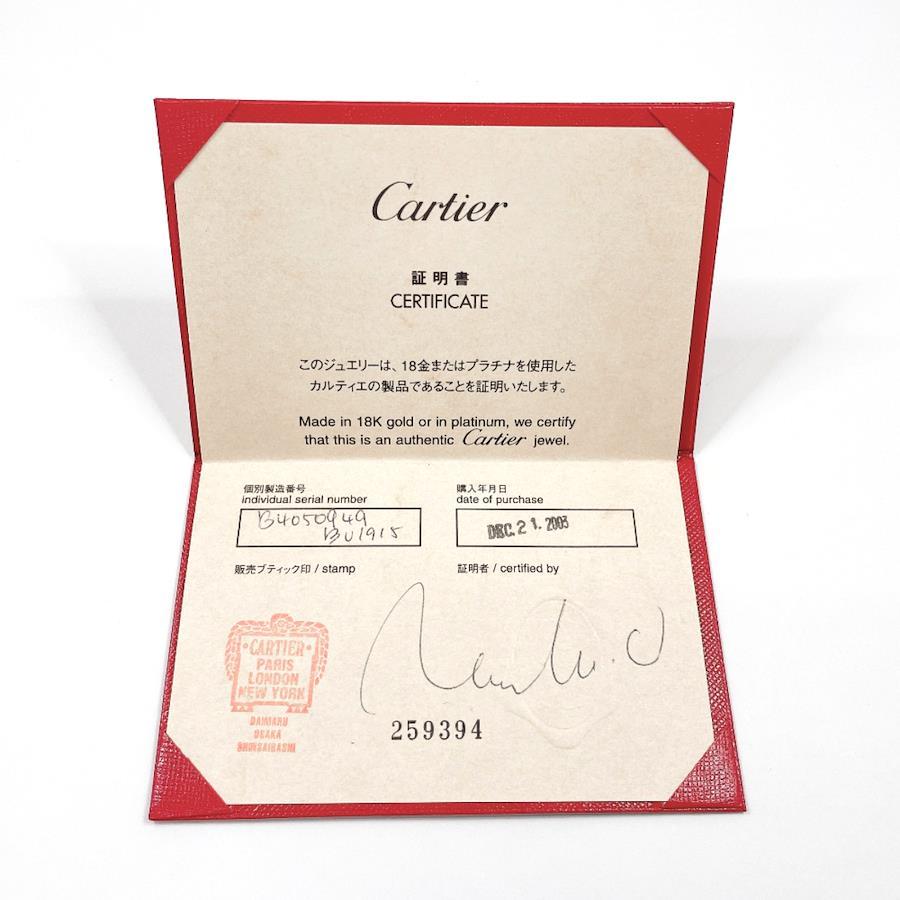 Cartier
証明書
CERTIFICATE
このジュエリーは、18金またはプラチナを使用した
カルティエの製品であることを証明いたします。
Made in 18K gold or in platinum, we certify
that this is an authentic Cartier jewel.
個別製造番号
individual serial number
B4050949
BU1915
購入年月日
date of purchase
DEC. 21. 2003
販売ブティック印 / stamp
証明者 / certified by
CARTIER
PARIS
LONDON
NEW YORK
DAIMARU
OSAKA
SHINSAIBASHI
259394